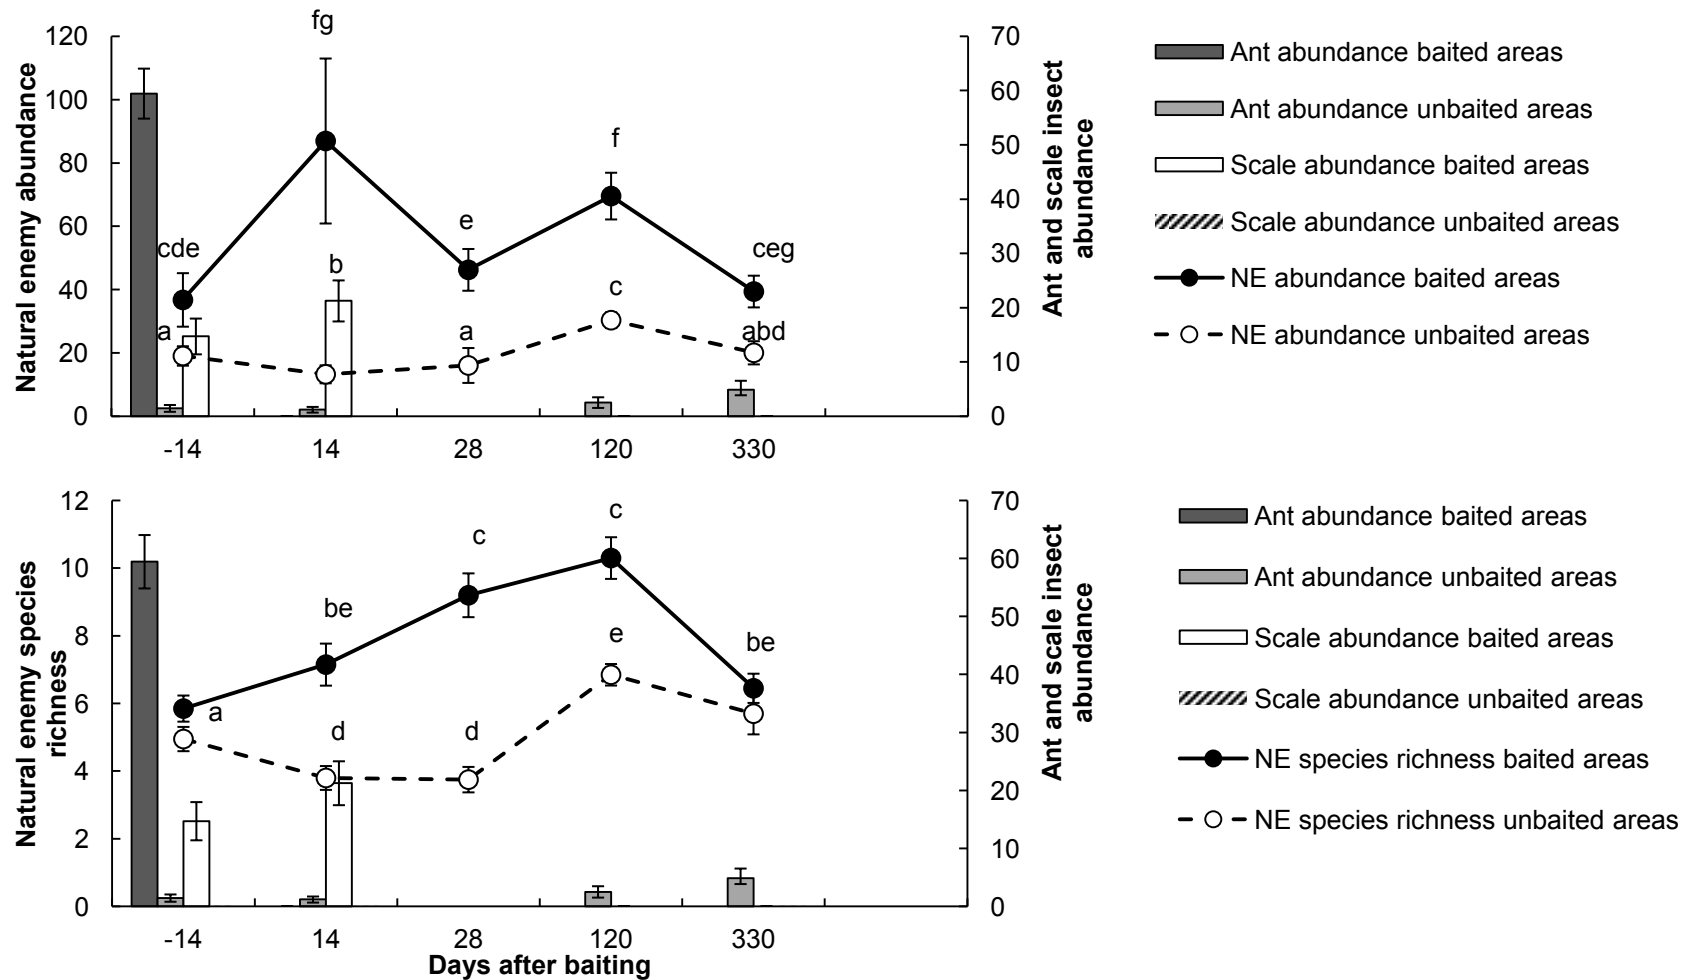 fg
120
100
80
60
40
20
0
Natural enemy abundance
cde
a
b
e
a
f
c
ceg
abd
-14
14
28
120
330
70
60
50
40
30
20
10
0
Ant and scale insect
abundance
Ant abundance baited areas
Ant abundance unbaited areas
Scale abundance baited areas
Scale abundance unbaited areas
NE abundance baited areas
NE abundance unbaited areas
12
10
8
6
4
2
0
Natural enemy species
richness
a
be
d
c
d
c
e
be
-14
14
28
120
330
Days after baiting
70
60
50
40
30
20
10
0
Ant and scale insect
abundance
Ant abundance baited areas
Ant abundance unbaited areas
Scale abundance baited areas
Scale abundance unbaited areas
NE species richness baited areas
NE species richness unbaited areas